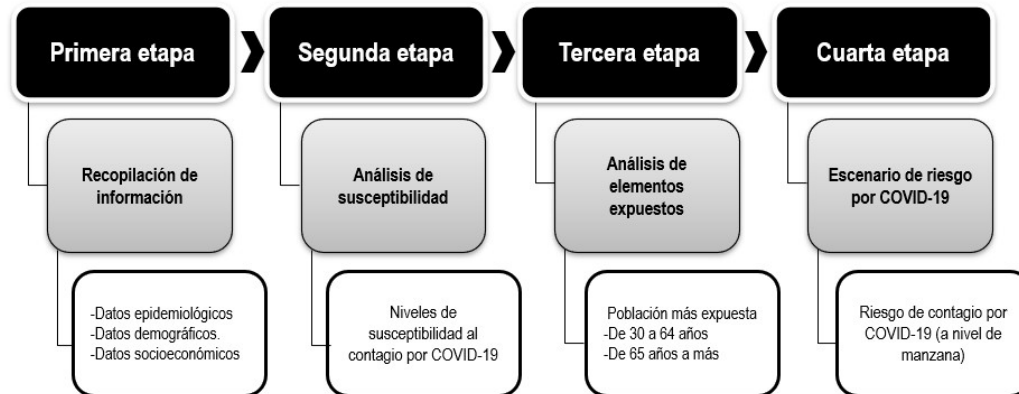 Primera etapa
Segunda etapa
Tercera etapa
Cuarta etapa
Recopilación de
información
Análisis de
susceptibilidad
Análisis de
elementos
expuestos
Escenario de riesgo
por COVID-19
-Datos epidemiológicos
-Datos demográficos.
-Datos socioeconómicos
Niveles de
susceptibilidad al
contagio por COVID-19
Población más expuesta
-De 30 a 64 años
-De 65 años a más
Riesgo de contagio por
COVID-19 (a nivel de
manzana)